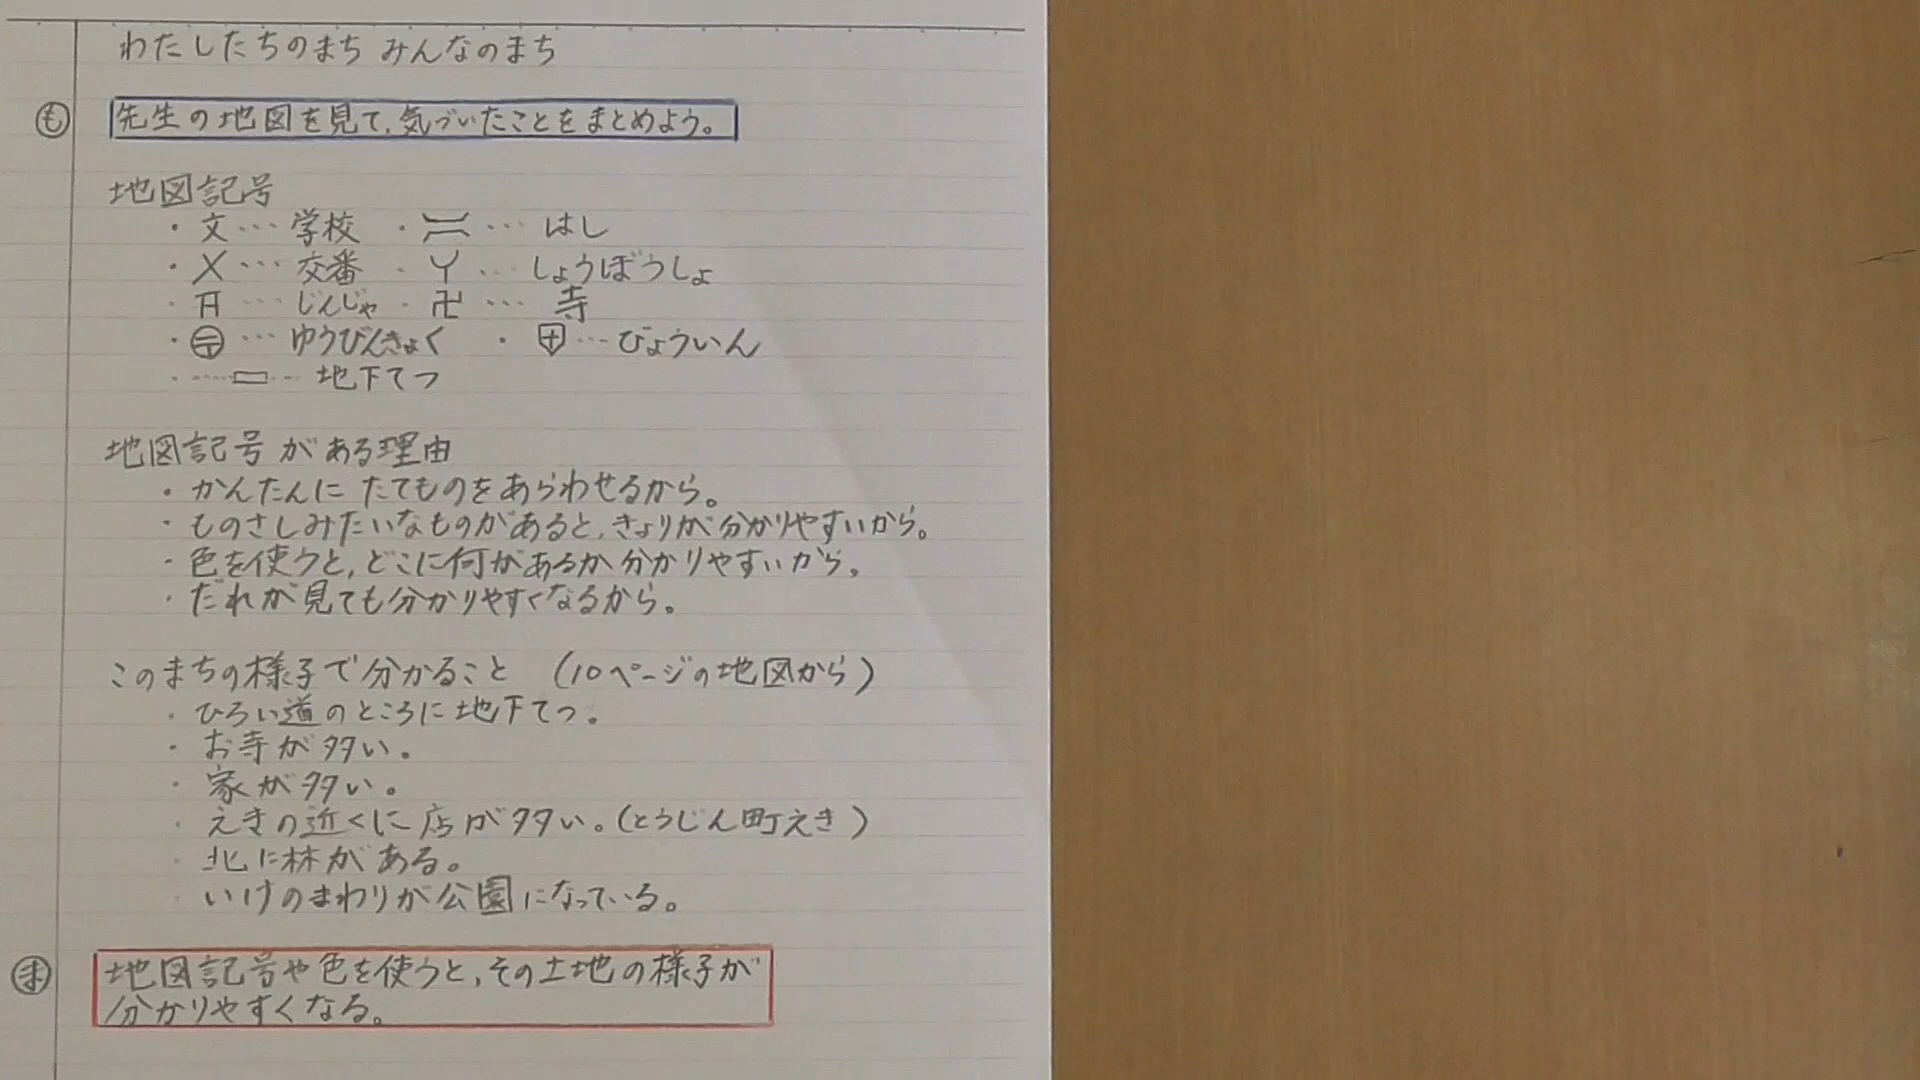 わたしたちのまち みんなのまち
も 先生の地図を見て、気づいたことをまとめよう。
地図記号
・文…学校 ・ … はし
・X…交番 ・Y…しょうぼうしょ
・⛩…じんじゃ ・卍…寺
・〶…ゆうびんきょく ・ …びょういん
・ 地下てつ
地図記号がある理由
・かんたんに たてものをあらわせるから。
・ものさしみたいなものがあると、きょりが分かりやすいから。
・色を使うと、どこに何があるか分かりやすいから。
・だれが見ても分かりやすくなるから。
このまちの様子で分かること (10ページの地図から)
・ひろい道のところに地下てつ。
・お寺が多い。
・家が多い。
・えきの近くに店が多い。(とうじん町えき)
・北に林がある。
・いけのまわりが公園になっている。
ま 地図記号や色を使うと、その土地の様子が
分かりやすくなる。